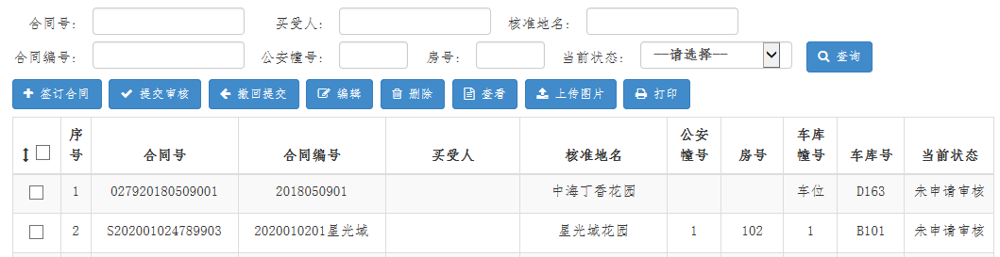 合同号： 买受人： 核准地名：
合同编号： 公安幢号： 房号： 当前状态： --请选择-- 查询
签订合同 提交审核 撤回提交 编辑 删除 查看 上传图片 打印
序号 合同号 合同编号 买受人 核准地名 公安幢号 房号 车库幢号 车库号 当前状态
1 027920180509001 2018050901 中海丁香花园 车位 D163 未申请审核
2 S202001024789903 2020010201星光域 星光域花园 1 102 1 B101 未申请审核